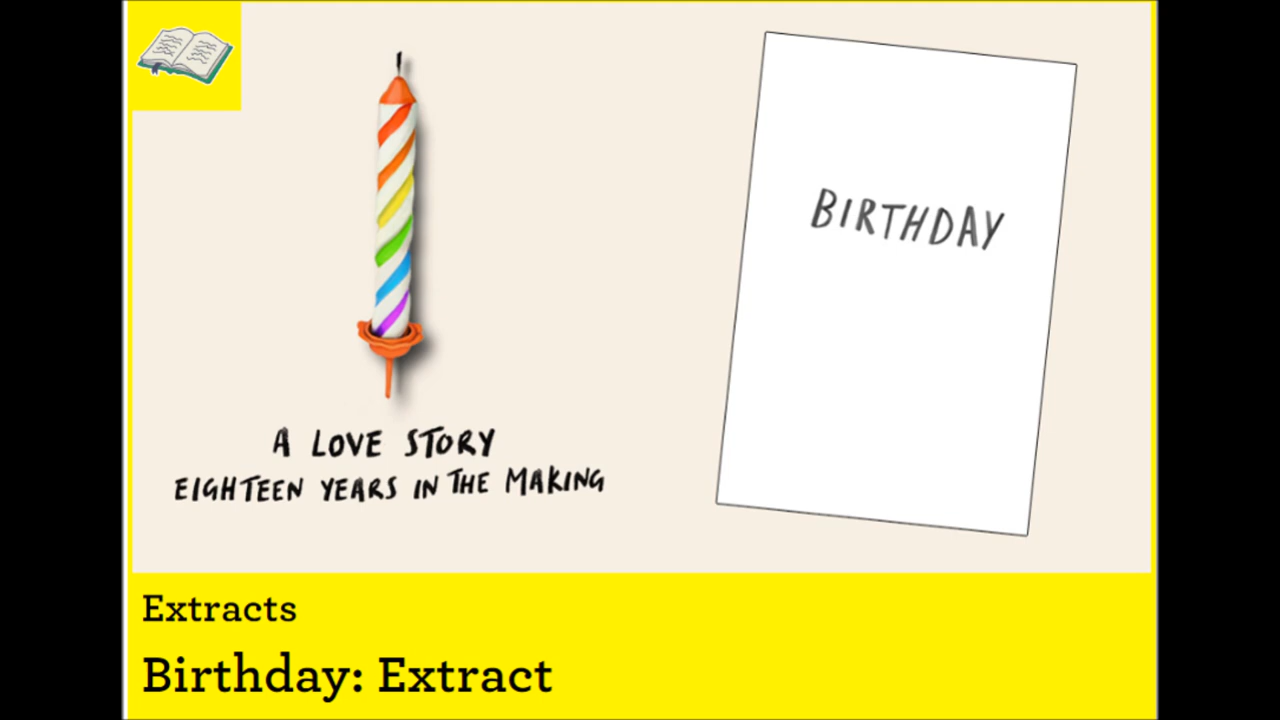 A LOVE STORY
EIGHTEEN YEARS IN THE MAKING
BIRTHDAY
Extracts
Birthday: Extract